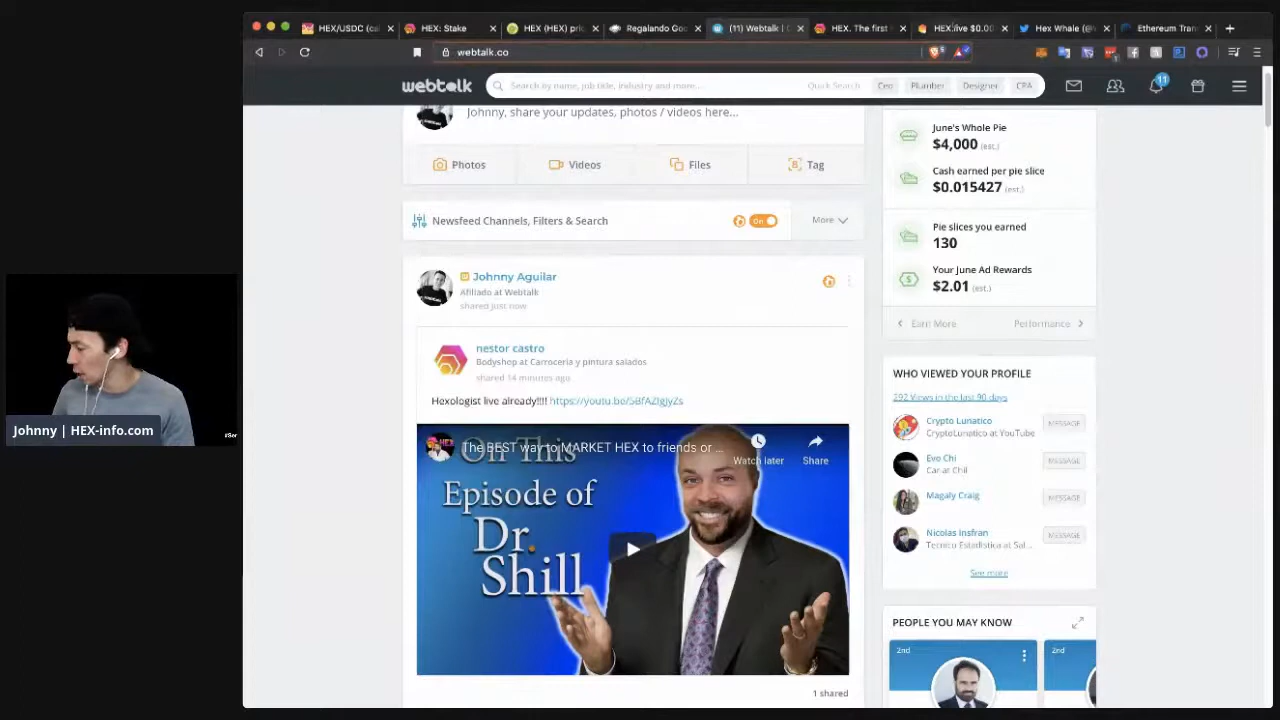 HEX/USDC (cal
HEX: Stake
HEX (HEX) pric
Regalando Goo
(11) Webtalk |
HEX. The first
HEX.live $0.00
Hex Whale (@
Ethereum Tran
webtalk.co
webtalk
Search by name, job title, industry and more...
Quick Search
Ceo
Plumber
Designer
CPA
11
Johnny, share your updates, photos / videos here...
Photos
Videos
Files
Tag
Newsfeed Channels, Filters & Search
On
More
Johnny Aguilar
Afiliado at Webtalk
shared just now
nestor castro
Bodyshop at Carroceria y pintura salados
shared 14 minutes ago
Hexologist live already!!!! https://youtu.be/5BfAZIgjyZs
The BEST way to MARKET HEX to friends or ...
Watch later
Share
On This
Episode of
Dr.
Shill
1 shared
June's Whole Pie
$4,000 (est.)
Cash earned per pie slice
$0.015427 (est.)
Pie slices you earned
130
Your June Ad Rewards
$2.01 (est.)
Earn More
Performance
WHO VIEWED YOUR PROFILE
292 Views in the last 90 days
Crypto Lunatico
CryptoLunatico at YouTube
MESSAGE
Evo Chi
Car at Chil
MESSAGE
Magaly Craig
MESSAGE
Nicolas Insfran
Tecnico Estadistica at Sal...
MESSAGE
See more
PEOPLE YOU MAY KNOW
2nd
2nd
Johnny | HEX-info.com
#Ser